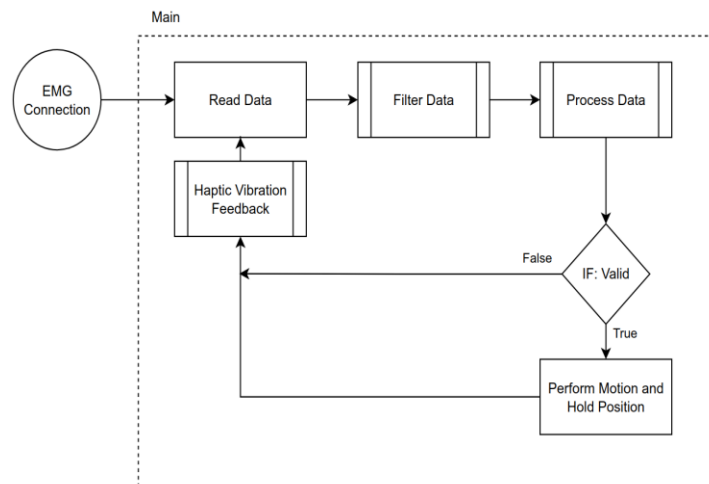 Main
EMG
Connection
Read Data
Filter Data
Process Data
Haptic Vibration
Feedback
False
IF: Valid
True
Perform Motion and
Hold Position